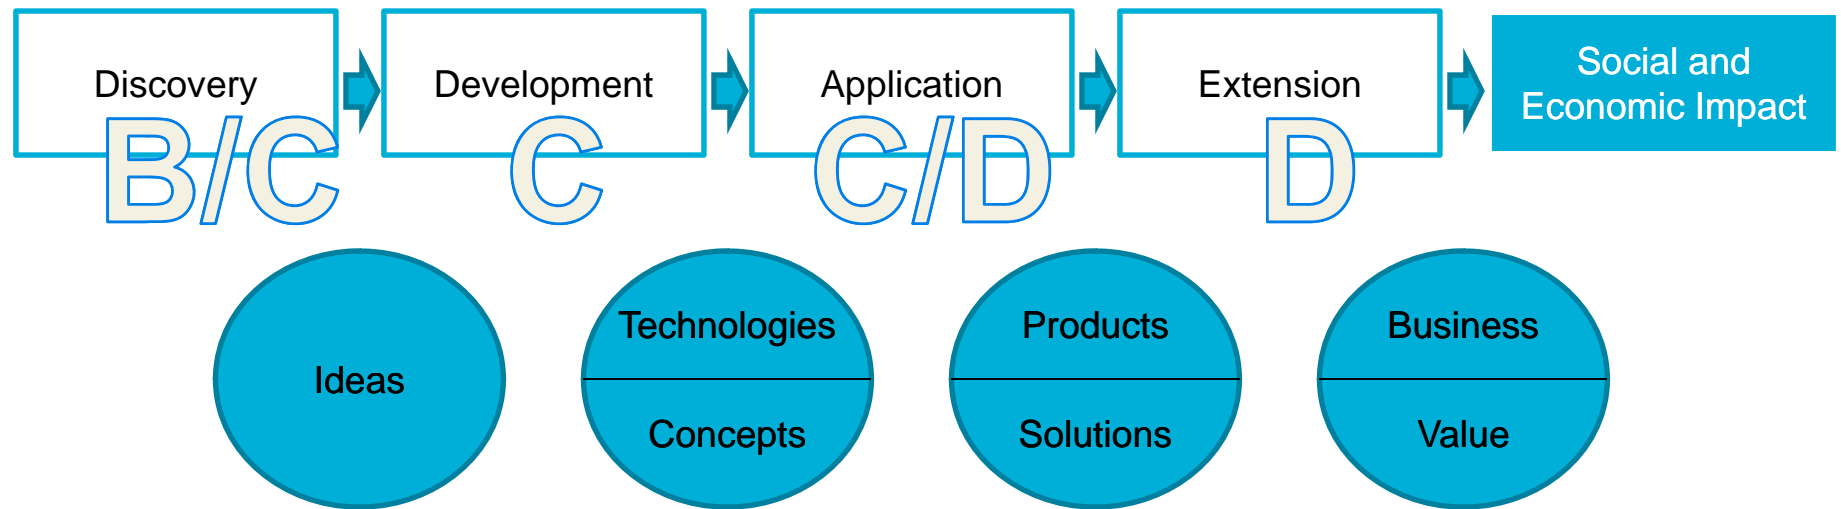 Discovery
Development
Application
Extension
Social and
Economic Impact
B/C
C
C/D
D
Ideas
Technologies
Concepts
Products
Solutions
Business
Value